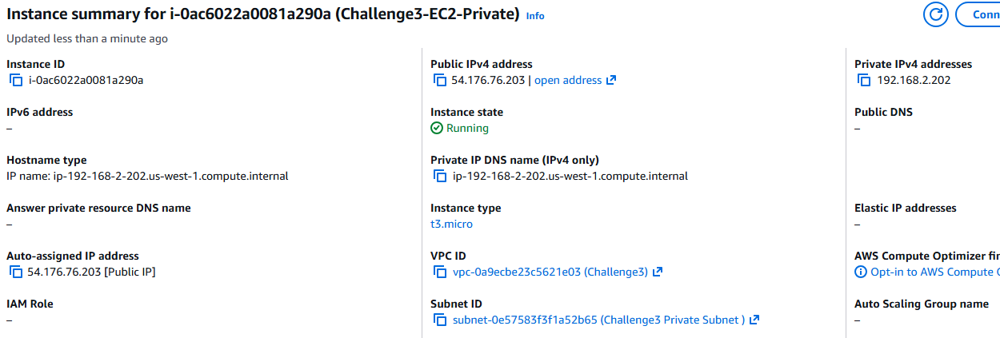 Instance summary for i-0ac6022a0081a290a (Challenge3-EC2-Private) Info
Conn
Updated less than a minute ago
Instance ID
i-0ac6022a0081a290a
Public IPv4 address
54.176.76.203 | open address
Private IPv4 addresses
192.168.2.202
IPv6 address
–
Instance state
Running
Public DNS
–
Hostname type
IP name: ip-192-168-2-202.us-west-1.compute.internal
Private IP DNS name (IPv4 only)
ip-192-168-2-202.us-west-1.compute.internal
Answer private resource DNS name
–
Instance type
t3.micro
Elastic IP addresses
–
Auto-assigned IP address
54.176.76.203 [Public IP]
VPC ID
vpc-0a9ecbe23c5621e03 (Challenge3)
AWS Compute Optimizer fin
Opt-in to AWS Compute O
IAM Role
–
Subnet ID
subnet-0e57583f3f1a52b65 (Challenge3 Private Subnet )
Auto Scaling Group name
–